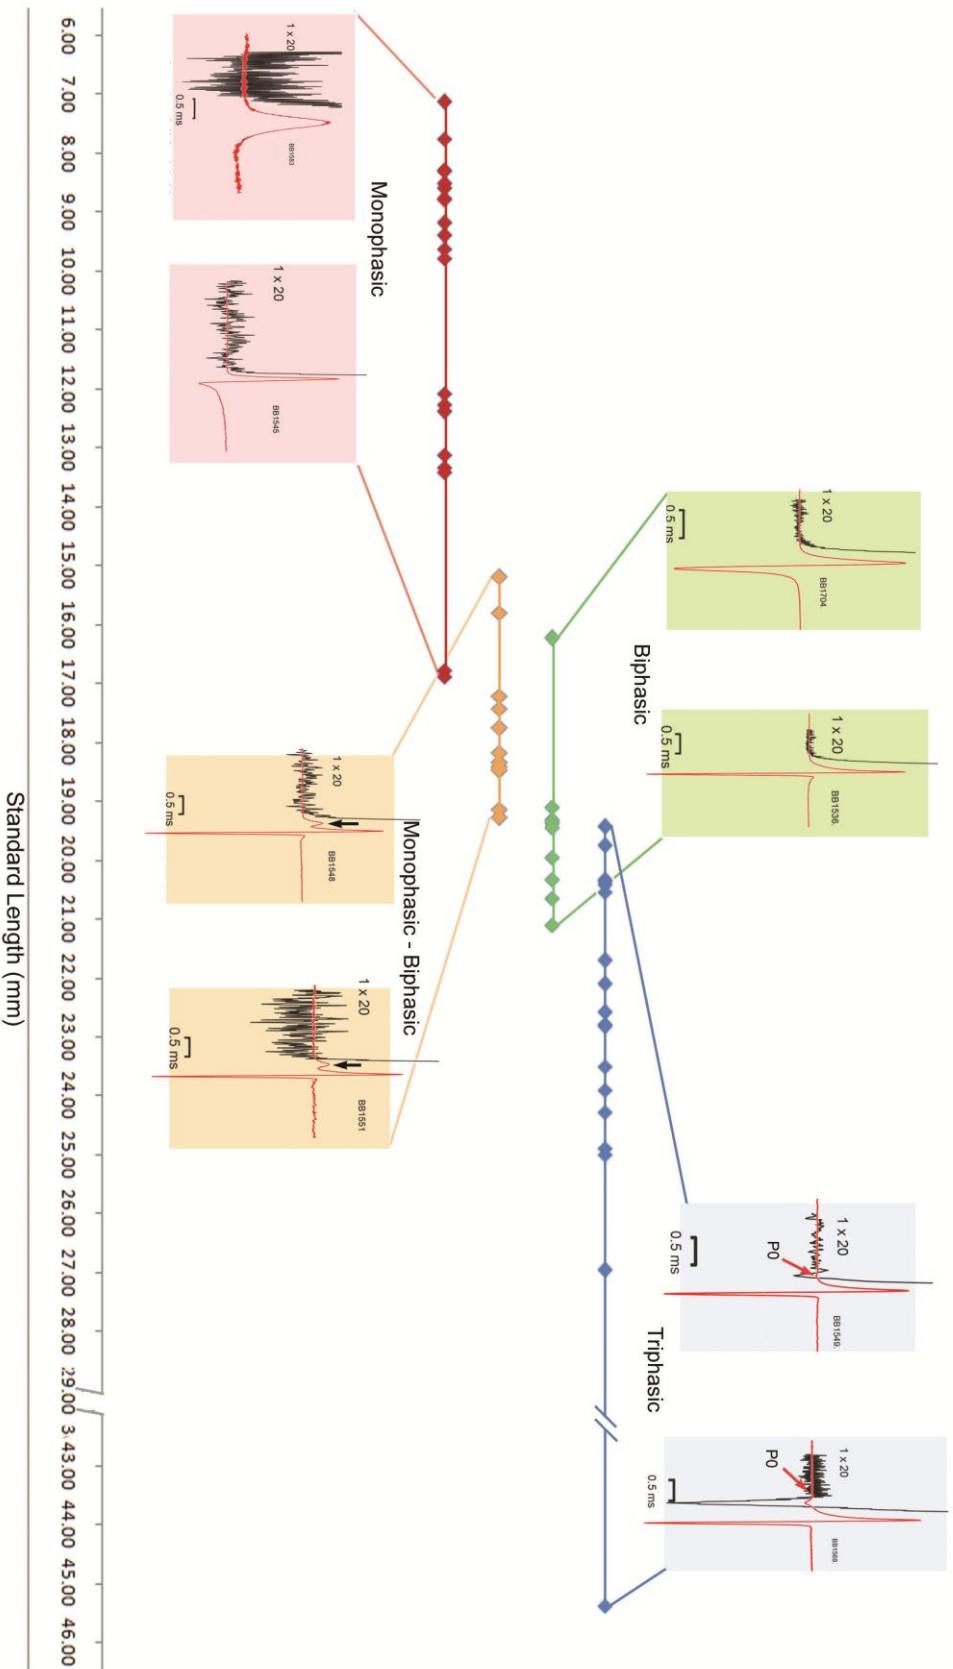 1 x 20
BB1704.
0.5 ms
1 x 20
BB1536.
0.5 ms
1 x 20
P0
BB1549.
0.5 ms
1 x 20
P0
0.5 ms
Biphasic
Triphasic
Monophasic
Monophasic - Biphasic
1 x 20
BB1583
0.5 ms
1 x 20
BB1545
1 x 20
BB1548
0.5 ms
1 x 20
BB1551
0.5 ms
6.00 7.00 8.00 9.00 10.00 11.00 12.00 13.00 14.00 15.00 16.00 17.00 18.00 19.00 20.00 21.00 22.00 23.00 24.00 25.00 26.00 27.00 28.00 29.00 43.00 44.00 45.00 46.00
Standard Length (mm)